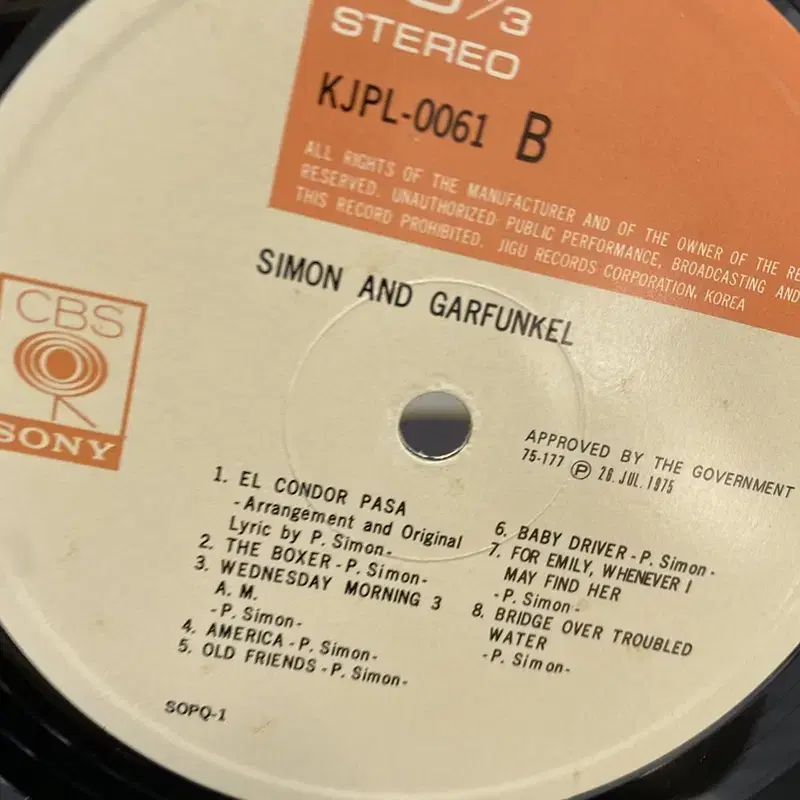 /3
STEREO
KJPL-0061 B
ALL RIGHTS OF THE MANUFACTURER AND OF THE OWNER OF THE
RESERVED. UNAUTHORIZED PUBLIC PERFORMANCE, BROADCASTING AND
THIS RECORD PROHIBITED. JIGU RECORDS CORPORATION, KOREA
SIMON AND GARFUNKEL
CBS
SONY
APPROVED BY THE GOVERNMENT
75-177 Ⓟ 26. JUL. 1975
1. EL CONDOR PASA
-Arrangement and Original
Lyric by P. Simon-
2. THE BOXER-P. Simon-
3. WEDNESDAY MORNING 3
A. M.
-P. Simon-
4. AMERICA-P. Simon-
5. OLD FRIENDS-P. Simon-
6. BABY DRIVER-P. Simon-
7. FOR EMILY, WHENEVER I
MAY FIND HER
-P. Simon-
8. BRIDGE OVER TROUBLED
WATER
-P. Simon-
SOPQ-1